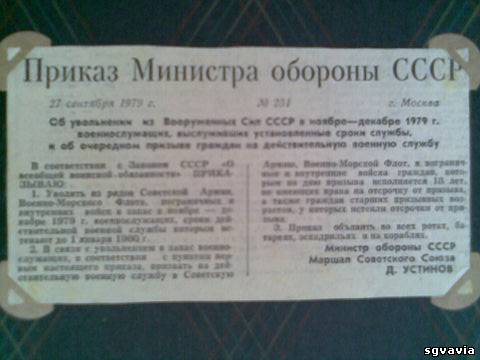 Приказ Министра обороны СССР
27 сентября 1979 г.
№ 251
г. Москва
Об увольнении из Вооруженных Сил СССР в ноябре—декабре 1979 г.
военнослужащих, выслуживших установленные сроки службы,
и об очередном призыве граждан на действительную военную службу
В соответствии с Законом СССР «О
всеобщей воинской обязанности» ПРИКА-
ЗЫВАЮ:
1. Уволить из рядов Советской Армии,
Военно-Морского Флота, пограничных и
внутренних войск в запас в ноябре — де-
кабре 1979 г. военнослужащих, сроки дей-
ствительной военной службы которым ис-
текают до 1 января 1980 г.
2. В связи с увольнением в запас военно-
служащих, в соответствии с пунктом пер-
вым настоящего приказа, призвать на дей-
ствительную военную службу в Советскую
Армию, Военно-Морской Флот, в погранич-
ные и внутренние войска граждан, кото-
рым ко дню призыва исполняется 18 лет,
не имеющих права на отсрочку от призыва,
а также граждан старших призывных воз-
растов, у которых истекли отсрочки от при-
зыва.
3. Приказ объявить во всех ротах, ба-
тареях, эскадрильях и на кораблях.
Министр обороны СССР
Маршал Советского Союза
Д. УСТИНОВ
sgvavia